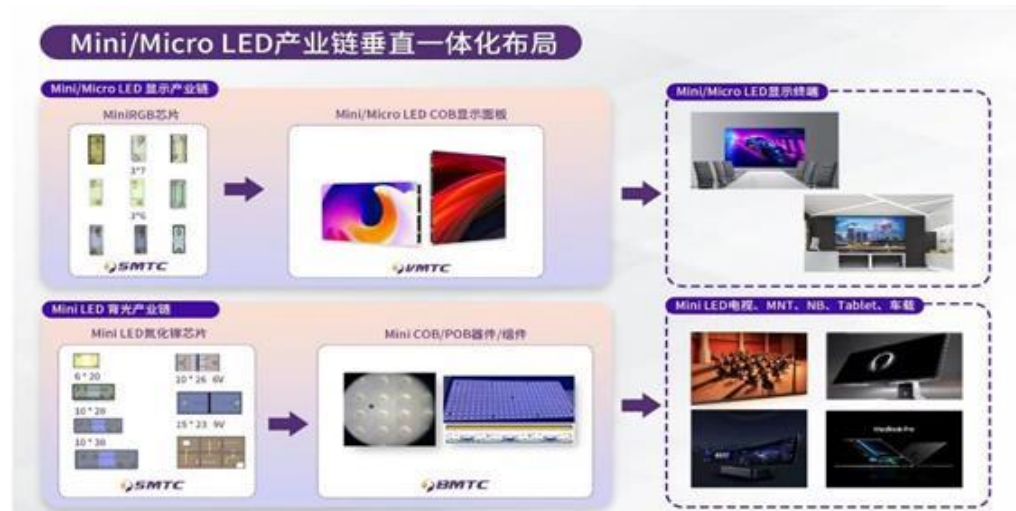 Mini/Micro LED产业链垂直一体化布局
Mini/Micro LED 显示产业链
MiniRGB芯片
3*7
3*6
SMTC
Mini/Micro LED COB显示面板
VMTC
Mini/Micro LED显示终端
Mini LED 背光产业链
Mini LED氮化镓芯片
6 * 20
10 * 26 6V
10 * 28
15 * 23 9V
10 * 38
SMTC
Mini COB/POB器件/组件
BMTC
Mini LED电视、MNT、NB、Tablet、车载
MacBook Pro